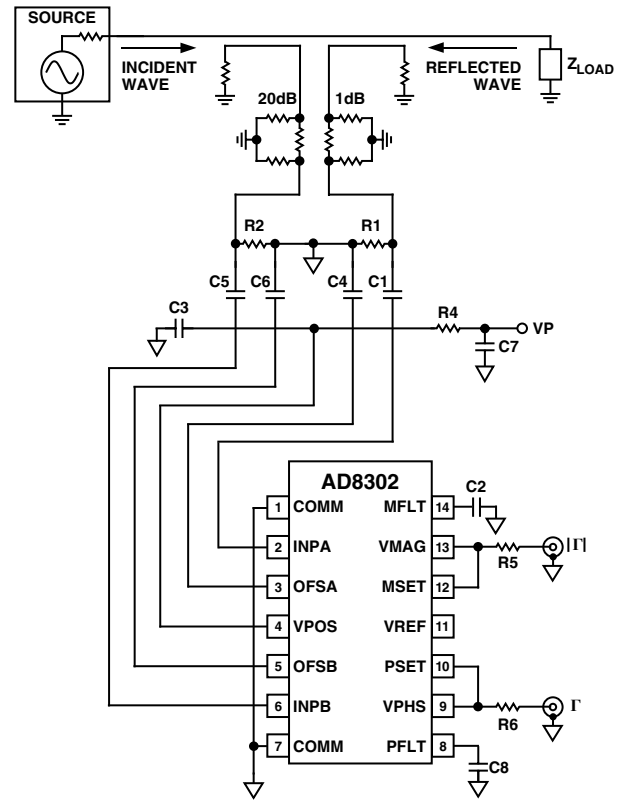 SOURCE
INCIDENT
WAVE
REFLECTED
WAVE
ZLOAD
20dB
1dB
R2
R1
C5
C6
C4
C1
C3
R4
VP
C7
AD8302
1 COMM
MFLT 14
C2
2 INPA
VMAG 13
R5
|Γ|
3 OFSA
MSET 12
4 VPOS
VREF 11
5 OFSB
PSET 10
6 INPB
VPHS 9
R6
Γ
7 COMM
PFLT 8
C8